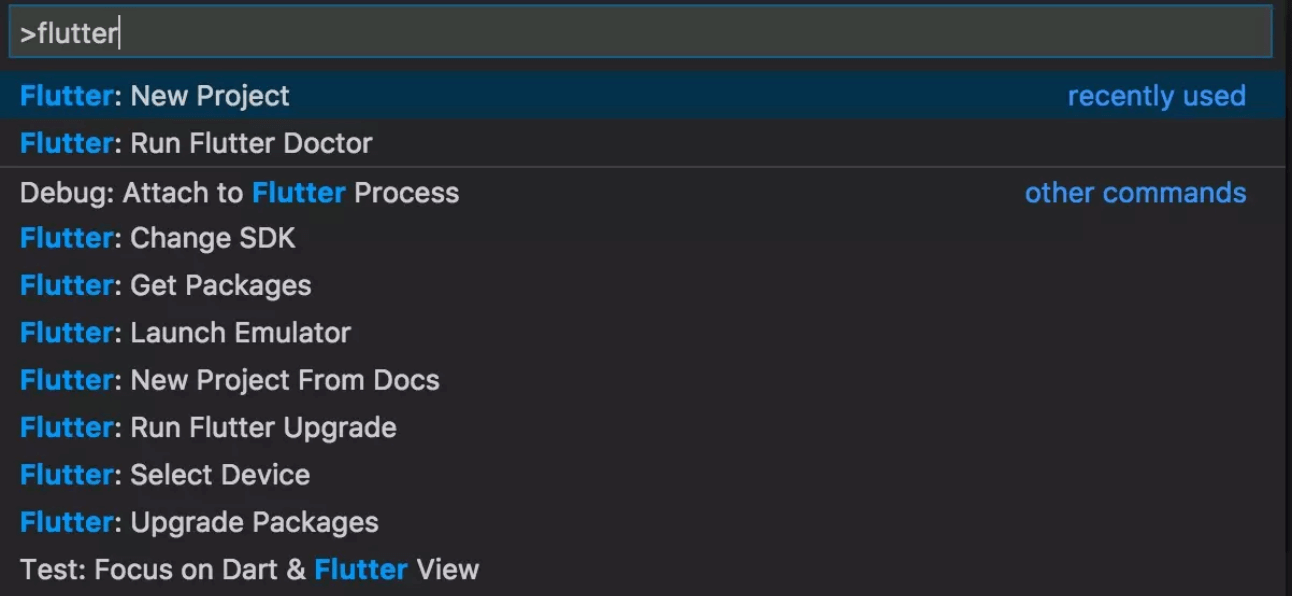 >flutter
Flutter: New Project recently used
Flutter: Run Flutter Doctor
Debug: Attach to Flutter Process other commands
Flutter: Change SDK
Flutter: Get Packages
Flutter: Launch Emulator
Flutter: New Project From Docs
Flutter: Run Flutter Upgrade
Flutter: Select Device
Flutter: Upgrade Packages
Test: Focus on Dart & Flutter View